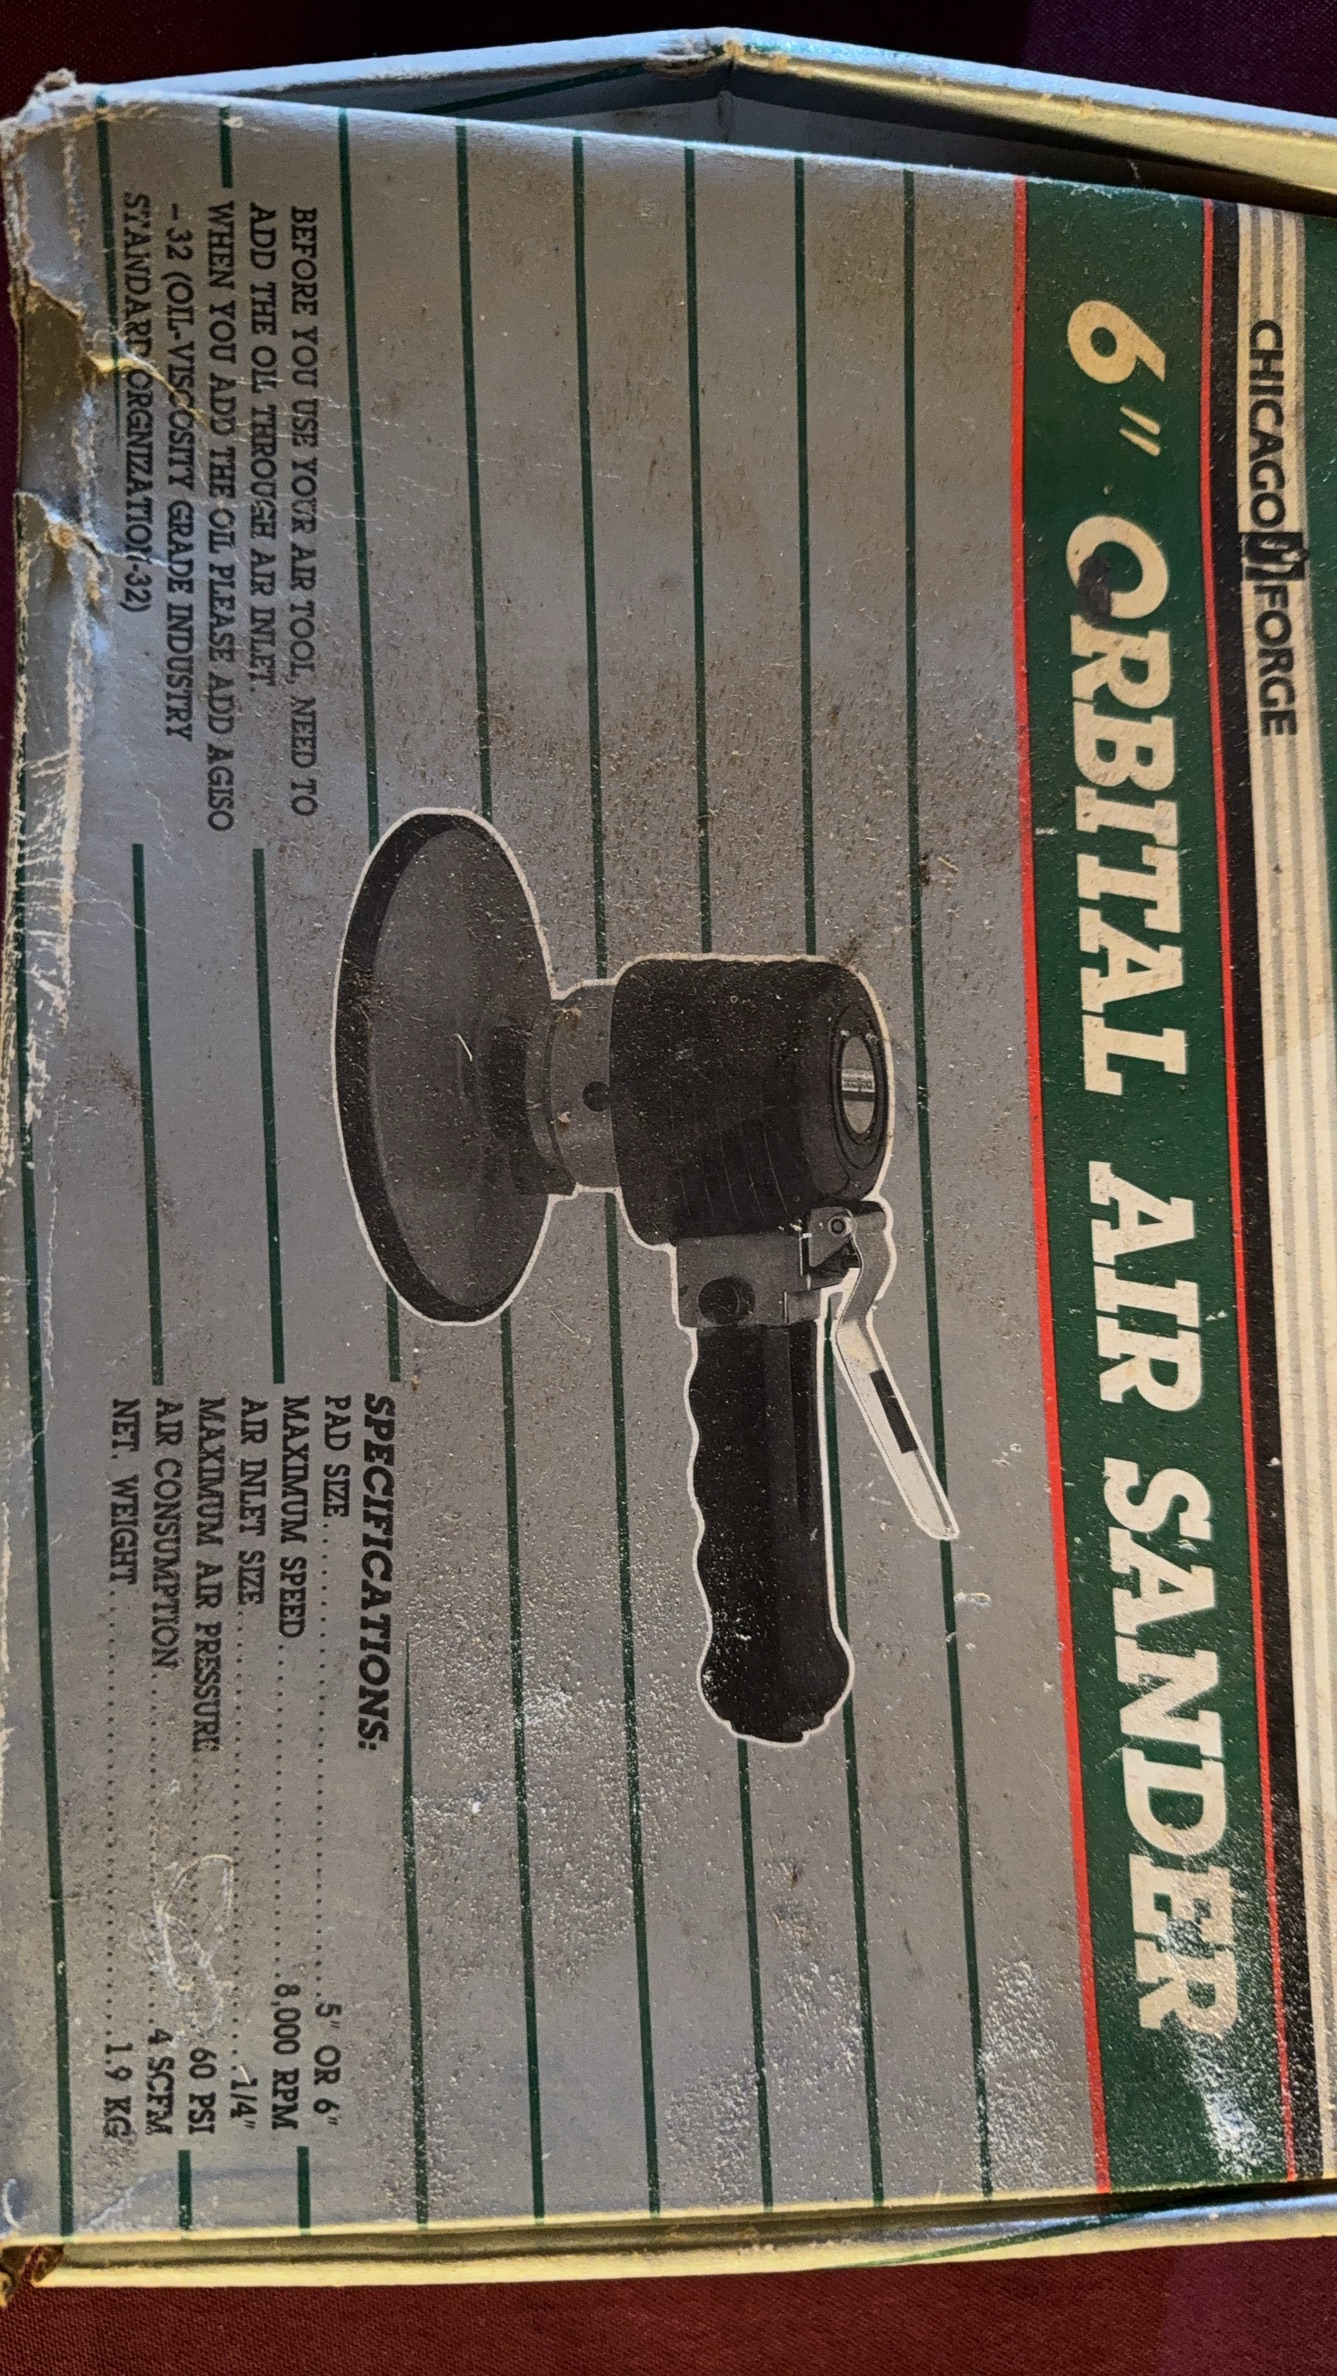 CHICAGO FORGE
6" ORBITAL AIR SANDER
BEFORE YOU USE YOUR AIR TOOL, NEED TO
ADD THE OIL THROUGH AIR INLET.
WHEN YOU ADD THE OIL PLEASE ADD AGISO
– 32 (OIL-VISCOSITY GRADE INDUSTRY
STANDARD ORGNIZATION-32)
SPECIFICATIONS:
PAD SIZE 5" OR 6"
MAXIMUM SPEED 8,000 RPM
AIR INLET SIZE 1/4"
MAXIMUM AIR PRESSURE 60 PSI
AIR CONSUMPTION 4 SCFM
NET. WEIGHT 1.9 KG